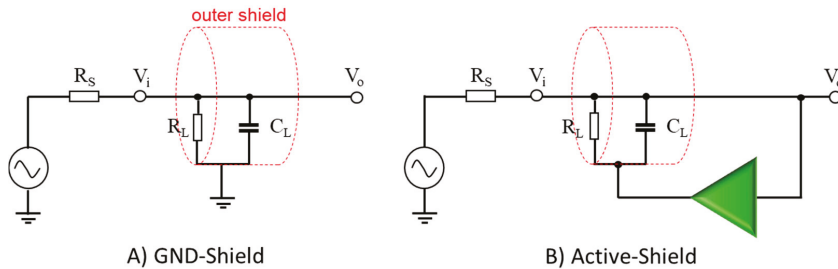 outer shield
R_S
V_i
V_o
R_L
C_L
R_S
V_i
R_L
C_L
A) GND-Shield
B) Active-Shield